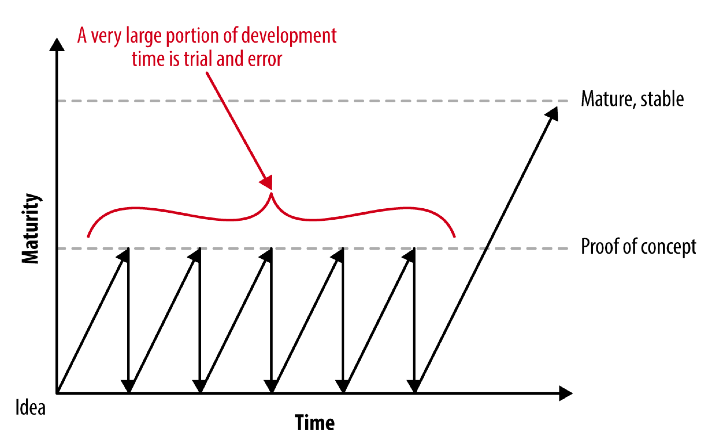 A very large portion of development
time is trial and error
Mature, stable
Maturity
Proof of concept
Idea
Time